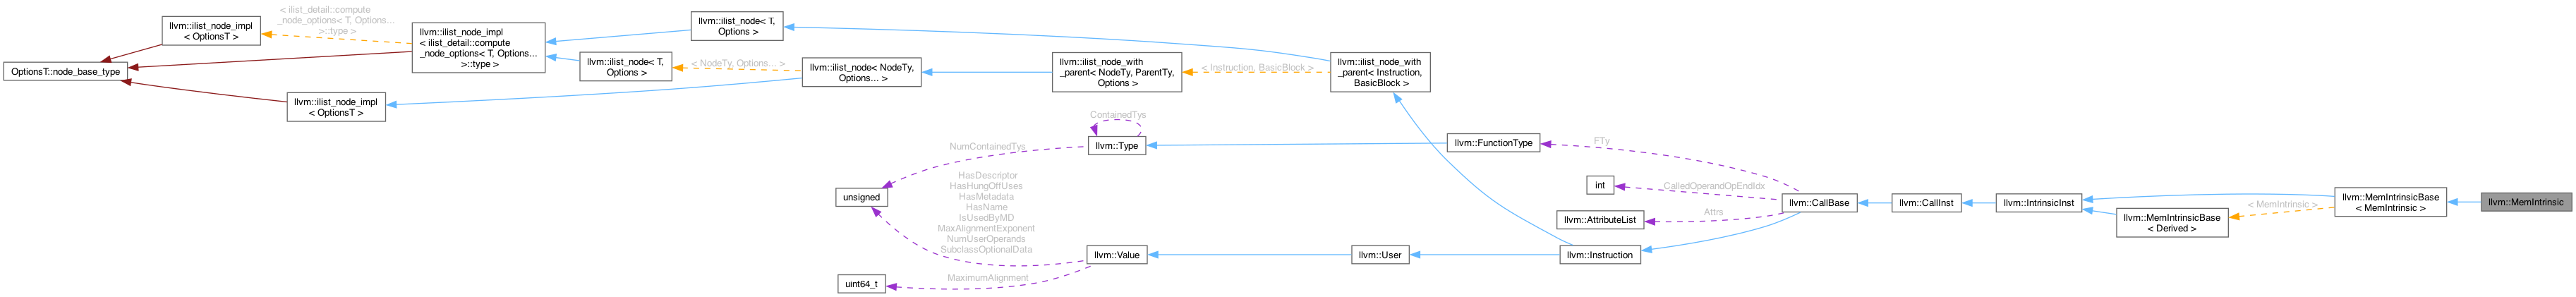 OptionsT::node_base_type
llvm::ilist_node_impl
< OptionsT >
llvm::ilist_node_impl
< OptionsT >
< ilist_detail::compute
_node_options< T, Options...
>::type >
llvm::ilist_node_impl
< ilist_detail::compute
_node_options< T, Options...
>::type >
llvm::ilist_node< T,
Options >
llvm::ilist_node< T,
Options >
< NodeTy, Options... >
llvm::ilist_node< NodeTy,
Options... >
llvm::ilist_node_with
_parent< NodeTy, ParentTy,
Options >
< Instruction, BasicBlock >
llvm::ilist_node_with
_parent< Instruction,
BasicBlock >
ContainedTys
llvm::Type
NumContainedTys
unsigned
HasDescriptor
HasHungOffUses
HasMetadata
HasName
IsUsedByMD
MaxAlignmentExponent
NumUserOperands
SubclassOptionalData
uint64_t
MaximumAlignment
llvm::Value
llvm::User
llvm::Instruction
llvm::FunctionType
FTy
int
CalledOperandOpEndIdx
llvm::AttributeList
Attrs
llvm::CallBase
llvm::CallInst
llvm::IntrinsicInst
llvm::MemIntrinsicBase
< Derived >
< MemIntrinsic >
llvm::MemIntrinsicBase
< MemIntrinsic >
llvm::MemIntrinsic